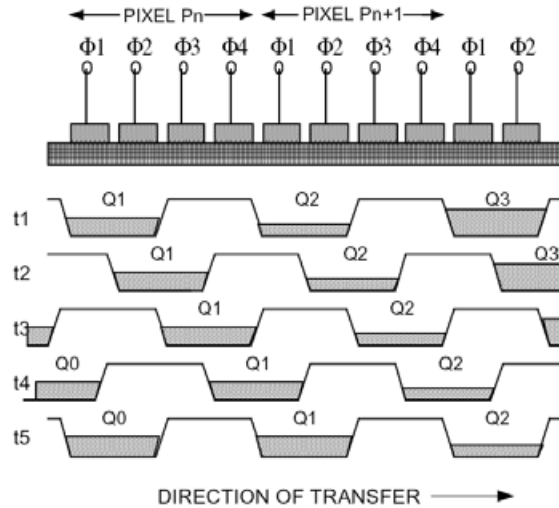 PIXEL Pn PIXEL Pn+1
Φ1 Φ2 Φ3 Φ4 Φ1 Φ2 Φ3 Φ4 Φ1 Φ2
t1 Q1 Q2 Q3
t2 Q1 Q2 Q3
t3 Q1 Q2
t4 Q0 Q1 Q2
t5 Q0 Q1 Q2
DIRECTION OF TRANSFER